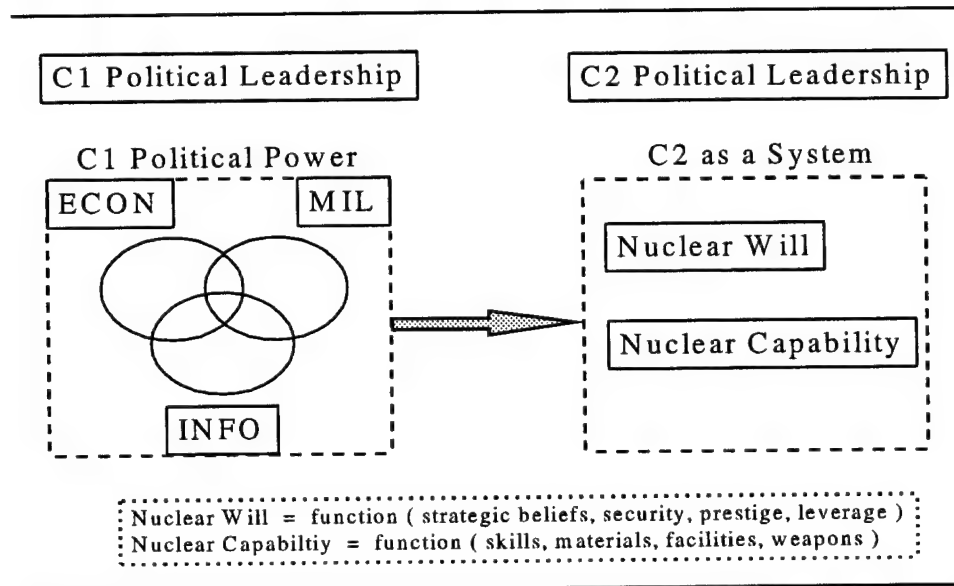 C1 Political Leadership
C2 Political Leadership
C1 Political Power
C2 as a System
ECON
MIL
INFO
Nuclear Will
Nuclear Capability
Nuclear Will = function ( strategic beliefs, security, prestige, leverage )
Nuclear Capabiltiy = function ( skills, materials, facilities, weapons )